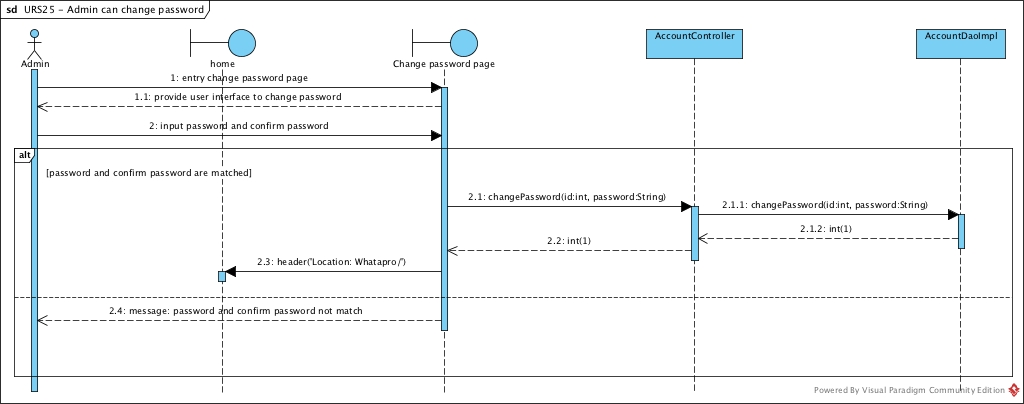 sd URS25 - Admin can change password
Admin
home
Change password page
AccountController
AccountDaoImpl
1: entry change password page
1.1: provide user interface to change password
2: input password and confirm password
alt
[password and confirm password are matched]
2.1: changePassword(id:int, password:String)
2.1.1: changePassword(id:int, password:String)
2.1.2: int(1)
2.2: int(1)
2.3: header("Location: Whatapro/")
2.4: message: password and confirm password not match
Powered By Visual Paradigm Community Edition